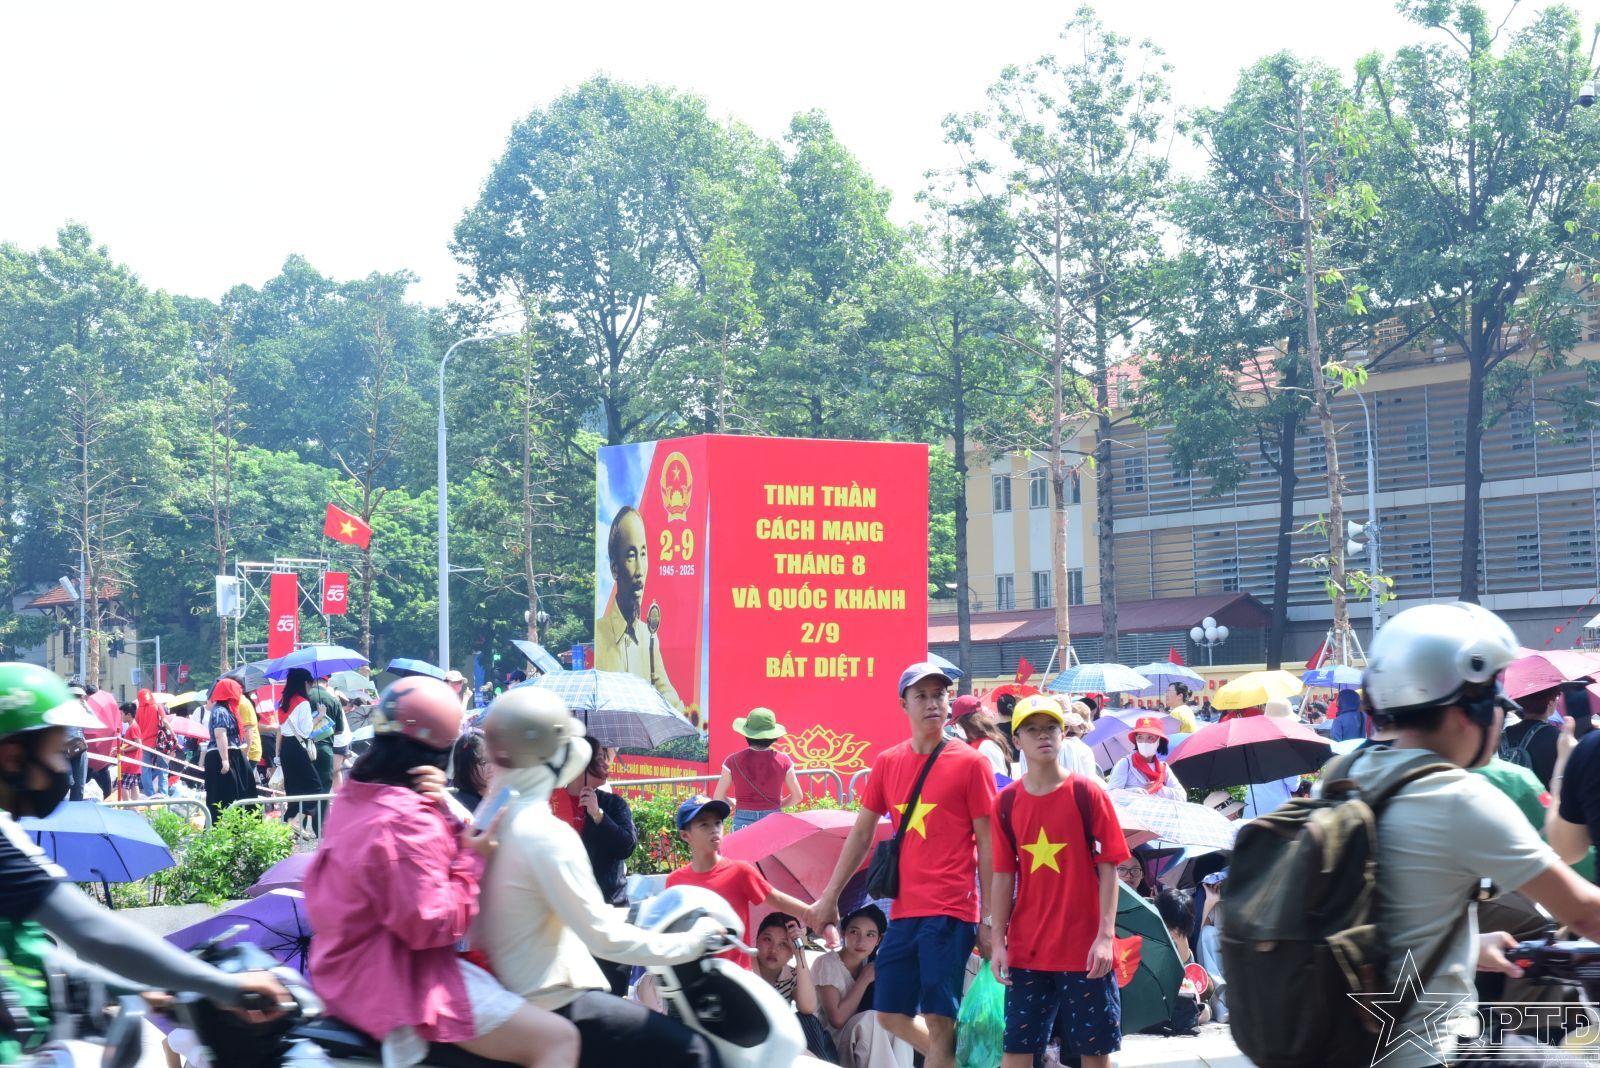 2-9
1945 - 2025
TINH THẦN
CÁCH MẠNG
THÁNG 8
VÀ QUỐC KHÁNH
2/9
BẤT DIỆT !
5G
5G
QPTĐ